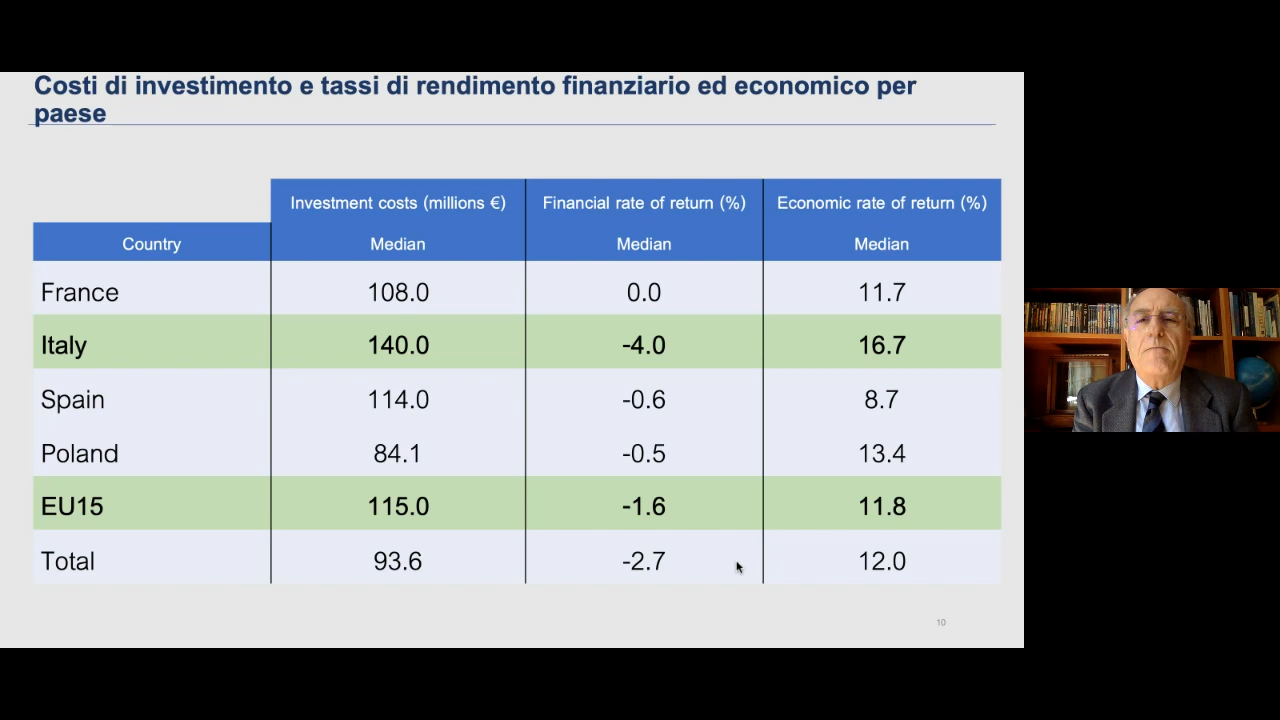 Costi di investimento e tassi di rendimento finanziario ed economico per
paese
Investment costs (millions €) Financial rate of return (%) Economic rate of return (%)
Country Median Median Median
France 108.0 0.0 11.7
Italy 140.0 -4.0 16.7
Spain 114.0 -0.6 8.7
Poland 84.1 -0.5 13.4
EU15 115.0 -1.6 11.8
Total 93.6 -2.7 12.0
10